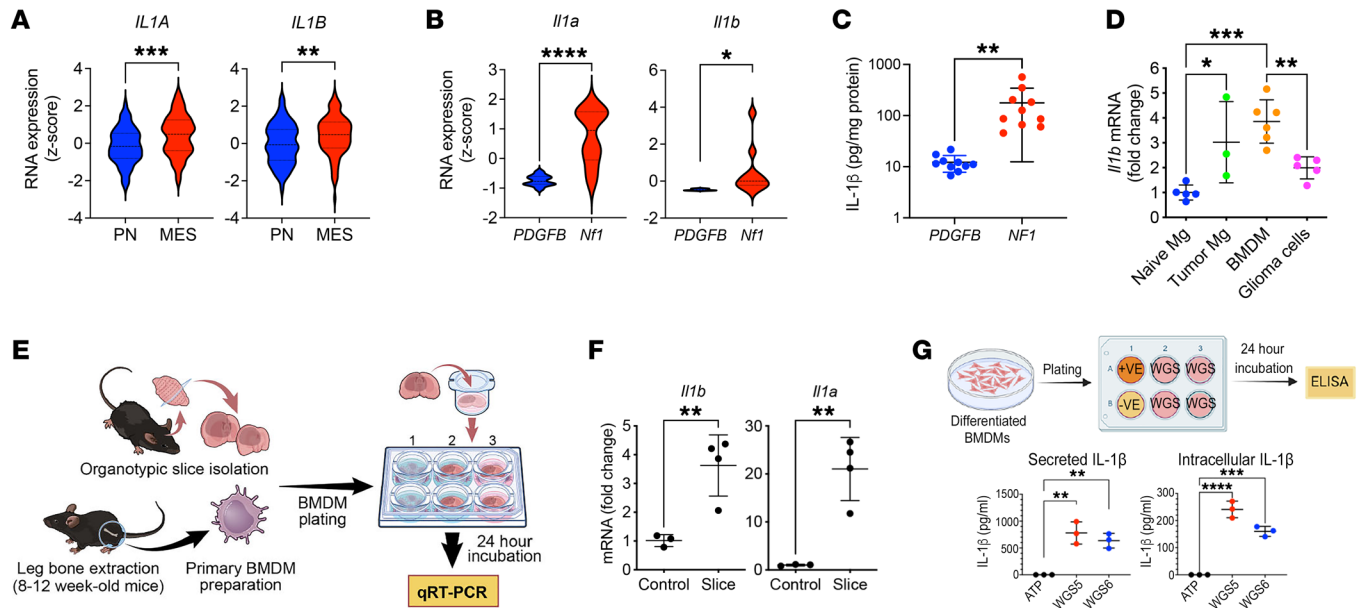 A
IL1A
IL1B
***
**
RNA expression
(z-score)
4
2
0
-2
-4
4
2
0
-2
-4
PN
MES
PN
MES
B
Il1a
Il1b
****
*
RNA expression
(z-score)
3
2
1
0
-1
-2
6
4
2
0
-2
PDGFB
Nf1
PDGFB
Nf1
C
**
IL-1β (pg/mg protein)
1000
100
10
1
PDGFB
NF1
D
***
*
**
Il1b mRNA
(fold change)
6
5
4
3
2
1
0
Naive Mg
Tumor Mg
BMDM
Glioma cells
E
Organotypic slice isolation
Leg bone extraction
(8-12 week-old mice)
Primary BMDM
preparation
BMDM
plating
1
2
3
24 hour
incubation
qRT-PCR
F
Il1b
Il1a
**
**
mRNA (fold change)
5
4
3
2
1
0
30
20
10
0
Control
Slice
Control
Slice
G
Differentiated
BMDMs
Plating
1
2
3
A
B
+VE
WGS
WGS
-VE
WGS
WGS
24 hour
incubation
ELISA
Secreted IL-1β
**
**
IL-1β (pg/ml)
1500
1000
500
0
ATP
WGS5
WGS6
Intracellular IL-1β
***
****
IL-1β (pg/ml)
300
200
100
0
ATP
WGS5
WGS6